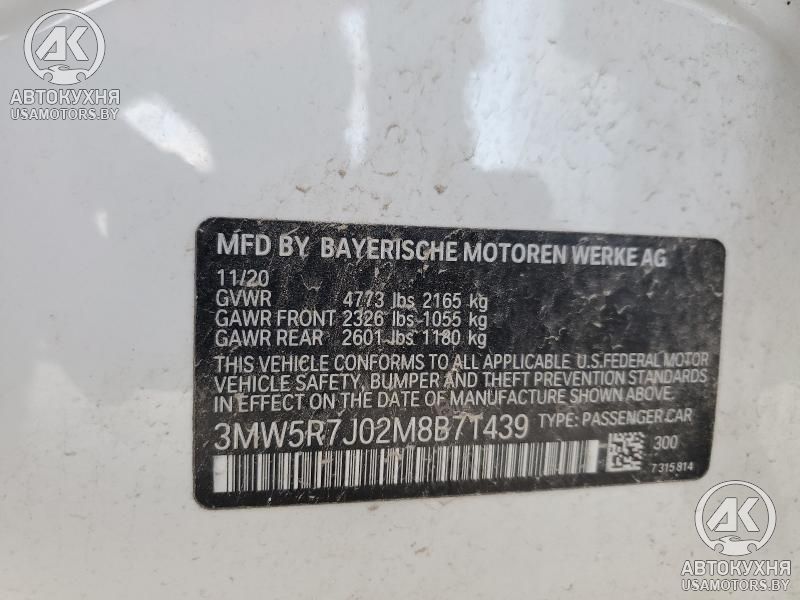 AK
АВТОКУХНЯ
USAMOTORS.BY
MFD BY BAYERISCHE MOTOREN WERKE AG
11/20
GVWR 4773 lbs 2165 kg
GAWR FRONT 2326 lbs-1055 kg
GAWR REAR 2601 lbs 1180 kg
THIS VEHICLE CONFORMS TO ALL APPLICABLE U.S.FEDERAL MOTOR
VEHICLE SAFETY, BUMPER AND THEFT PREVENTION STANDARDS
IN EFFECT ON THE DATE OF MANUFACTURE SHOWN ABOVE.
3MW5R7J02M8B7T439 TYPE: PASSENGER CAR
300
7315814
AK
АВТОКУХНЯ
USAMOTORS.BY